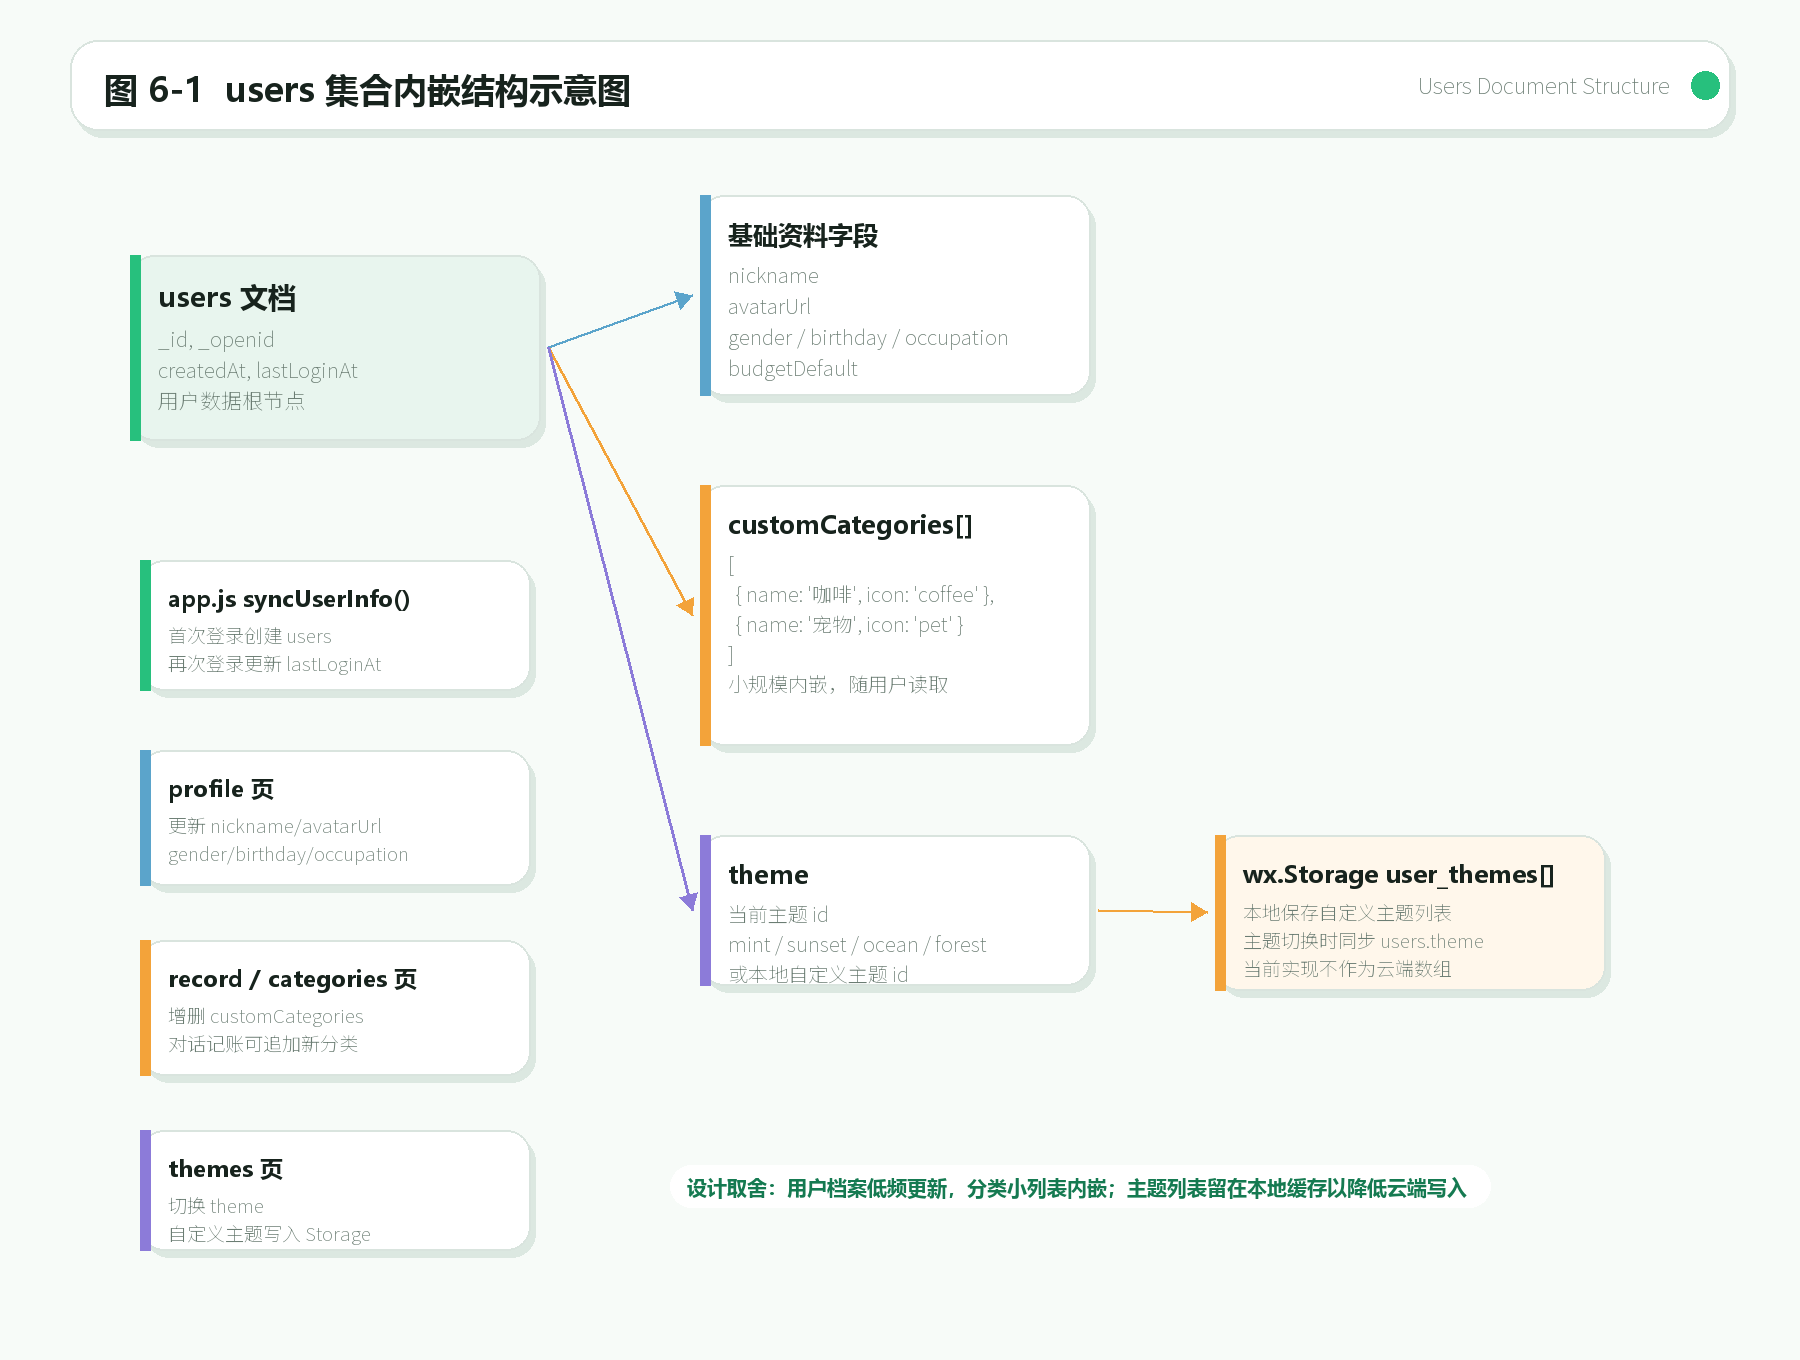 图 6-1 users 集合内嵌结构示意图
Users Document Structure
users 文档
_id, _openid
createdAt, lastLoginAt
用户数据根节点
基础资料字段
nickname
avatarUrl
gender / birthday / occupation
budgetDefault
customCategories[]
[
{ name: '咖啡', icon: 'coffee' },
{ name: '宠物', icon: 'pet' }
]
小规模内嵌，随用户读取
theme
当前主题 id
mint / sunset / ocean / forest
或本地自定义主题 id
wx.Storage user_themes[]
本地保存自定义主题列表
主题切换时同步 users.theme
当前实现不作为云端数组
app.js syncUserInfo()
首次登录创建 users
再次登录更新 lastLoginAt
profile 页
更新 nickname/avatarUrl
gender/birthday/occupation
record / categories 页
增删 customCategories
对话记账可追加新分类
themes 页
切换 theme
自定义主题写入 Storage
设计取舍：用户档案低频更新，分类小列表内嵌；主题列表留在本地缓存以降低云端写入